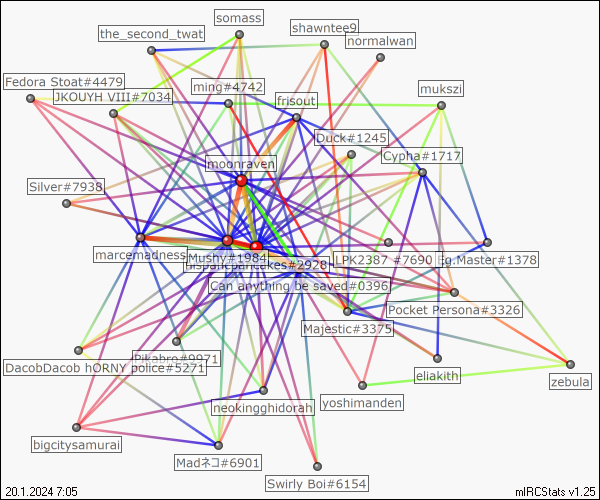 somass
the_second_twat
shawntee9
normalwan
Fedora Stoat#4479
JKOUYH VIII#7034
ming#4742
frisout
mukszi
Duck#1245
Cypha#1717
moonraven
Silver#7938
marcemadness
Mushy#1984
LPK2387 #7690
Eg.Master#1378
Can anything be saved#0396
Pocket Persona#3326
Majestic#3375
Pikabro#9971
DacobDacob hORNY police#5271
eliakith
zebula
neokingghidorah
yoshimanden
bigcitysamurai
Madネコ#6901
Swirly Boi#6154
20.1.2024 7:05
mIRCStats v1.25